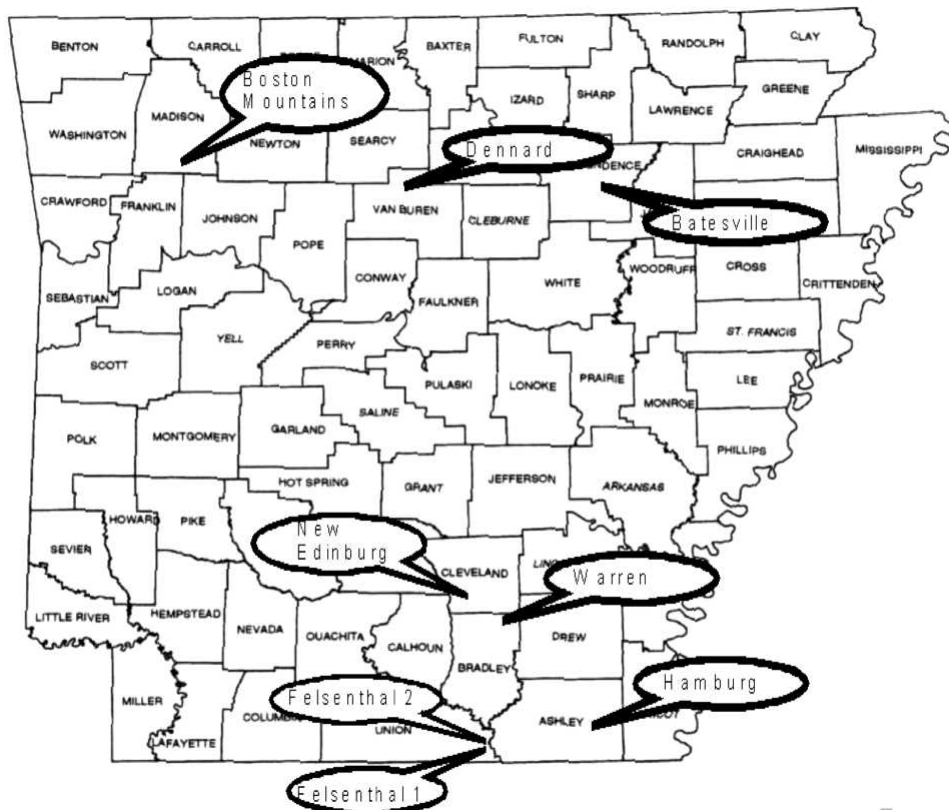 BENTON
CARROLL
BAXTER
FULTON
RANDOLPH
CLAY
Boston
Mountains
IZARD
SHARP
GREENE
MADISON
LAWRENCE
WASHINGTON
NEWTON
SEARCY
Dennard
CRAIGHEAD
MISSISSIPPI
CRAWFORD
FRANKLIN
JOHNSON
VAN BUREN
CLEBURNE
Batesville
POPE
SEBASTIAN
LOGAN
CONWAY
FAULKNER
WHITE
WOODRUFF
CROSS
CRITTENDEN
YELL
PERRY
ST. FRANCIS
SCOTT
PULASKI
LONOKE
PRAIRIE
LEE
SALINE
MONROE
POLK
MONTGOMERY
GARLAND
PHILLIPS
HOT SPRING
GRANT
JEFFERSON
ARKANSAS
HOWARD
PIKE
New
Edinburg
SEVIER
CLEVELAND
Warren
LITTLE RIVER
HEMPSTEAD
NEVADA
OUACHITA
CALHOUN
DREW
BRADLEY
MILLER
Felsenthal 2
Hamburg
LAFAYETTE
UNION
ASHLEY
Felsenthal 1